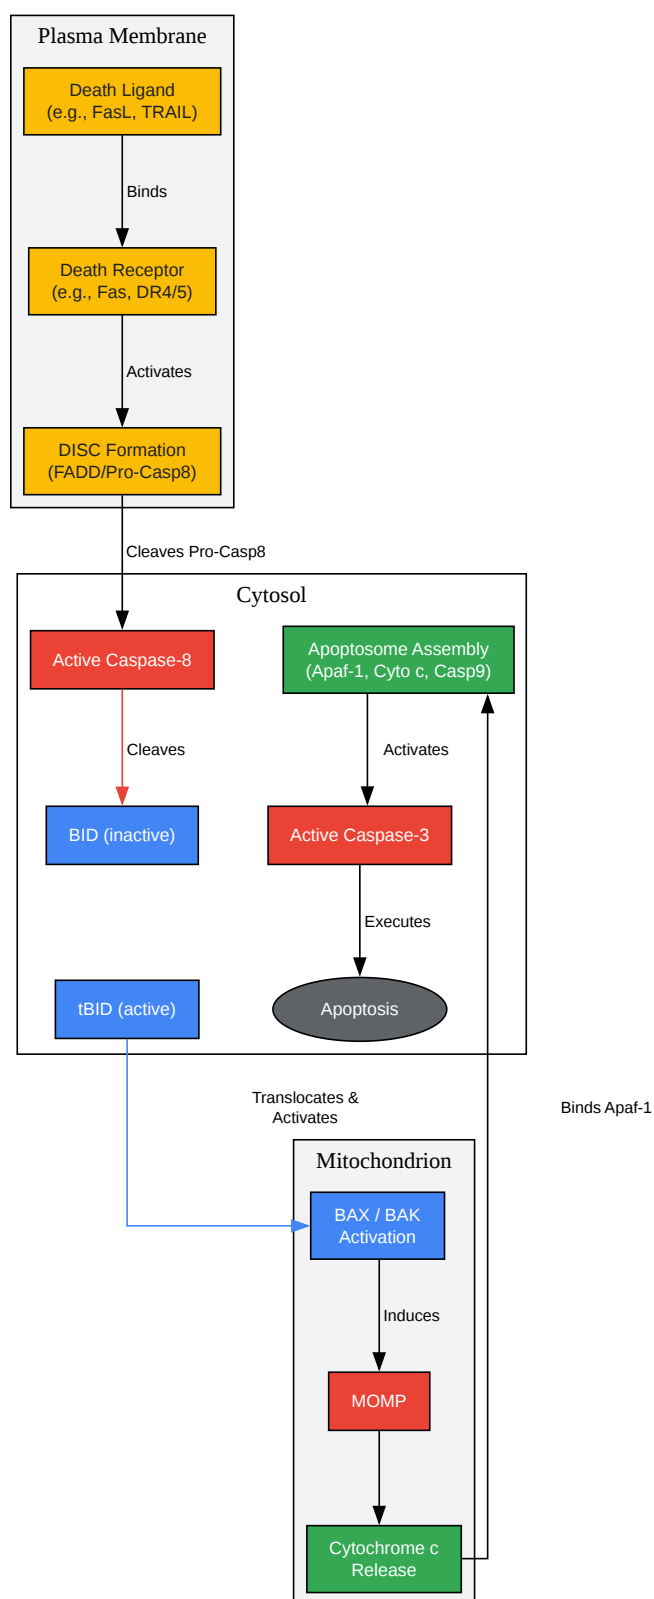 Plasma Membrane
Death Ligand
(e.g., FasL, TRAIL)
Binds
Death Receptor
(e.g., Fas, DR4/5)
Activates
DISC Formation
(FADD/Pro-Casp8)
Cleaves Pro-Casp8
Cytosol
Active Caspase-8
Apoptosome Assembly
(Apaf-1, Cyto c, Casp9)
Cleaves
Activates
BID (inactive)
Active Caspase-3
Executes
tBID (active)
Apoptosis
Translocates &
Activates
Binds Apaf-1
Mitochondrion
BAX / BAK
Activation
Induces
MOMP
Cytochrome c
Release